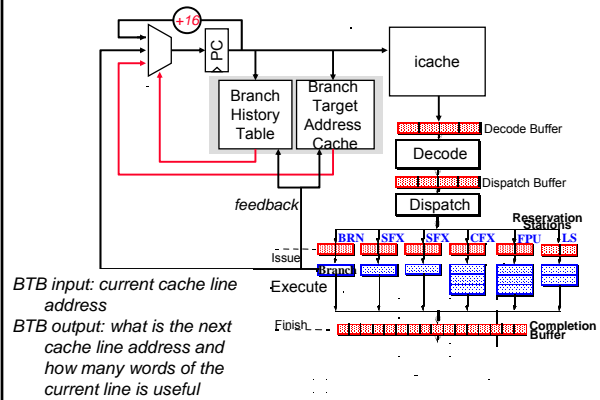 +16
PC
icache
Branch
History
Table
Branch
Target
Address
Cache
Decode Buffer
Decode
Dispatch Buffer
feedback
Dispatch
Reservation
Stations
BRN SFX SFX CFX FPU LS
Issue
Branch
Execute
Finish
Completion
Buffer
BTB input: current cache line
address
BTB output: what is the next
cache line address and
how many words of the
current line is useful